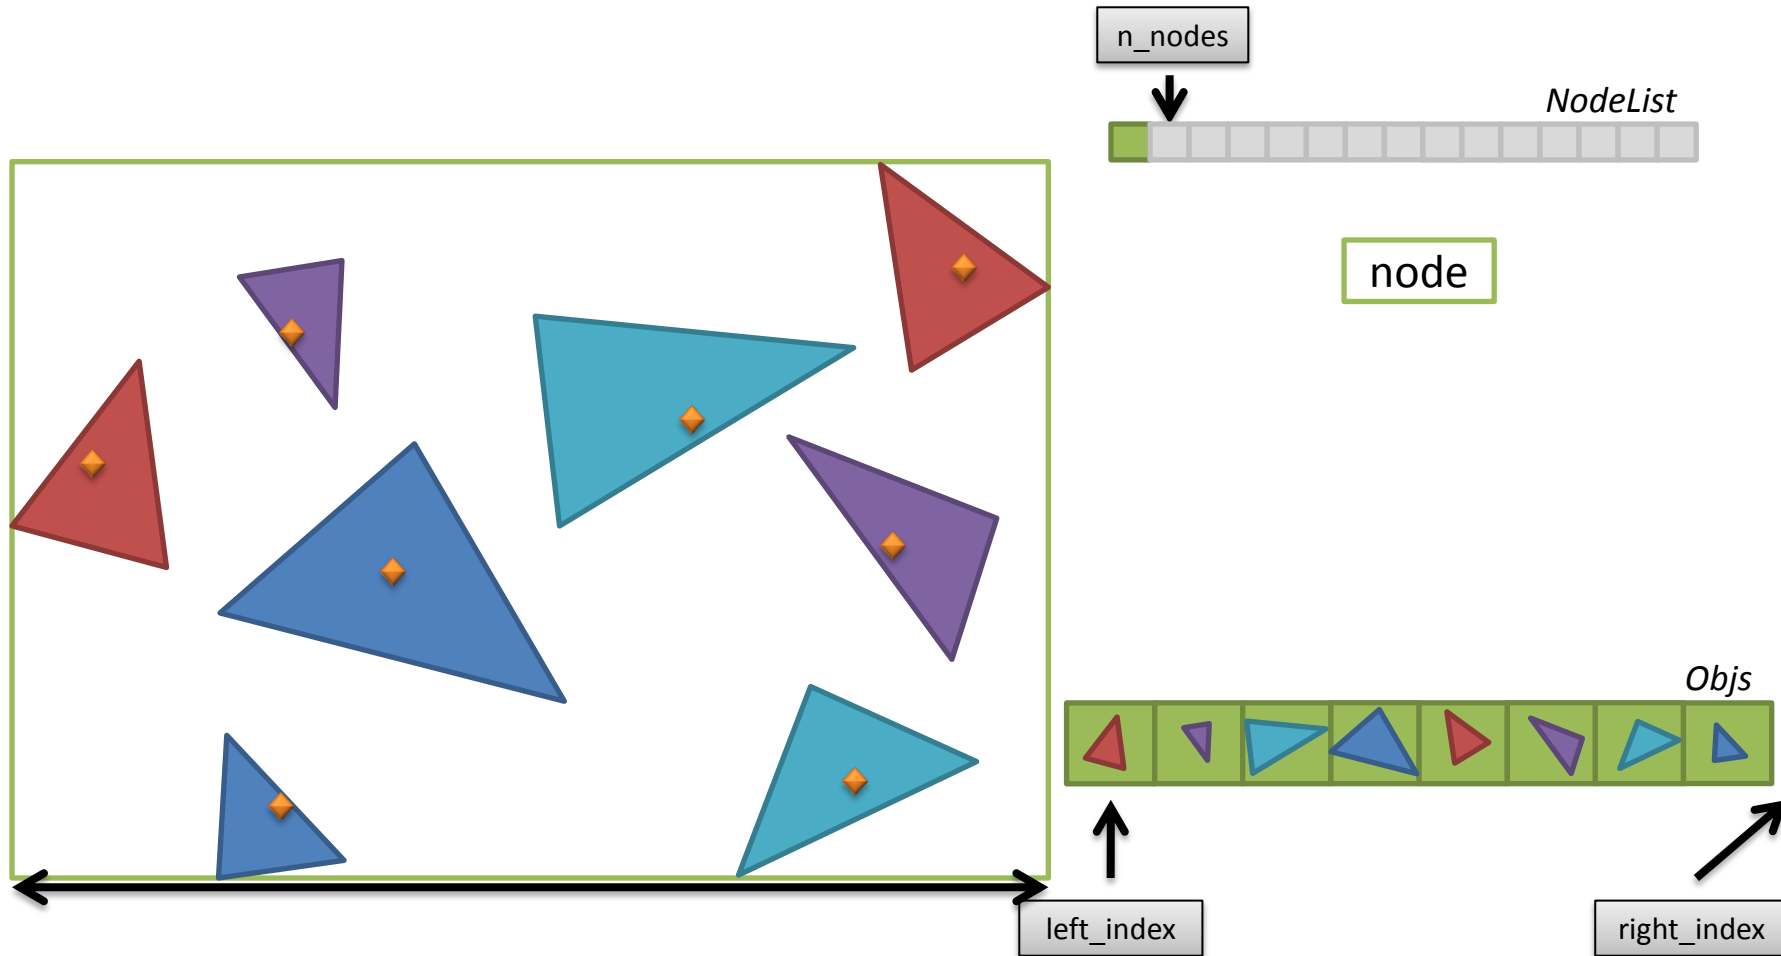 n_nodes
NodeList
node
Objs
left_index
right_index